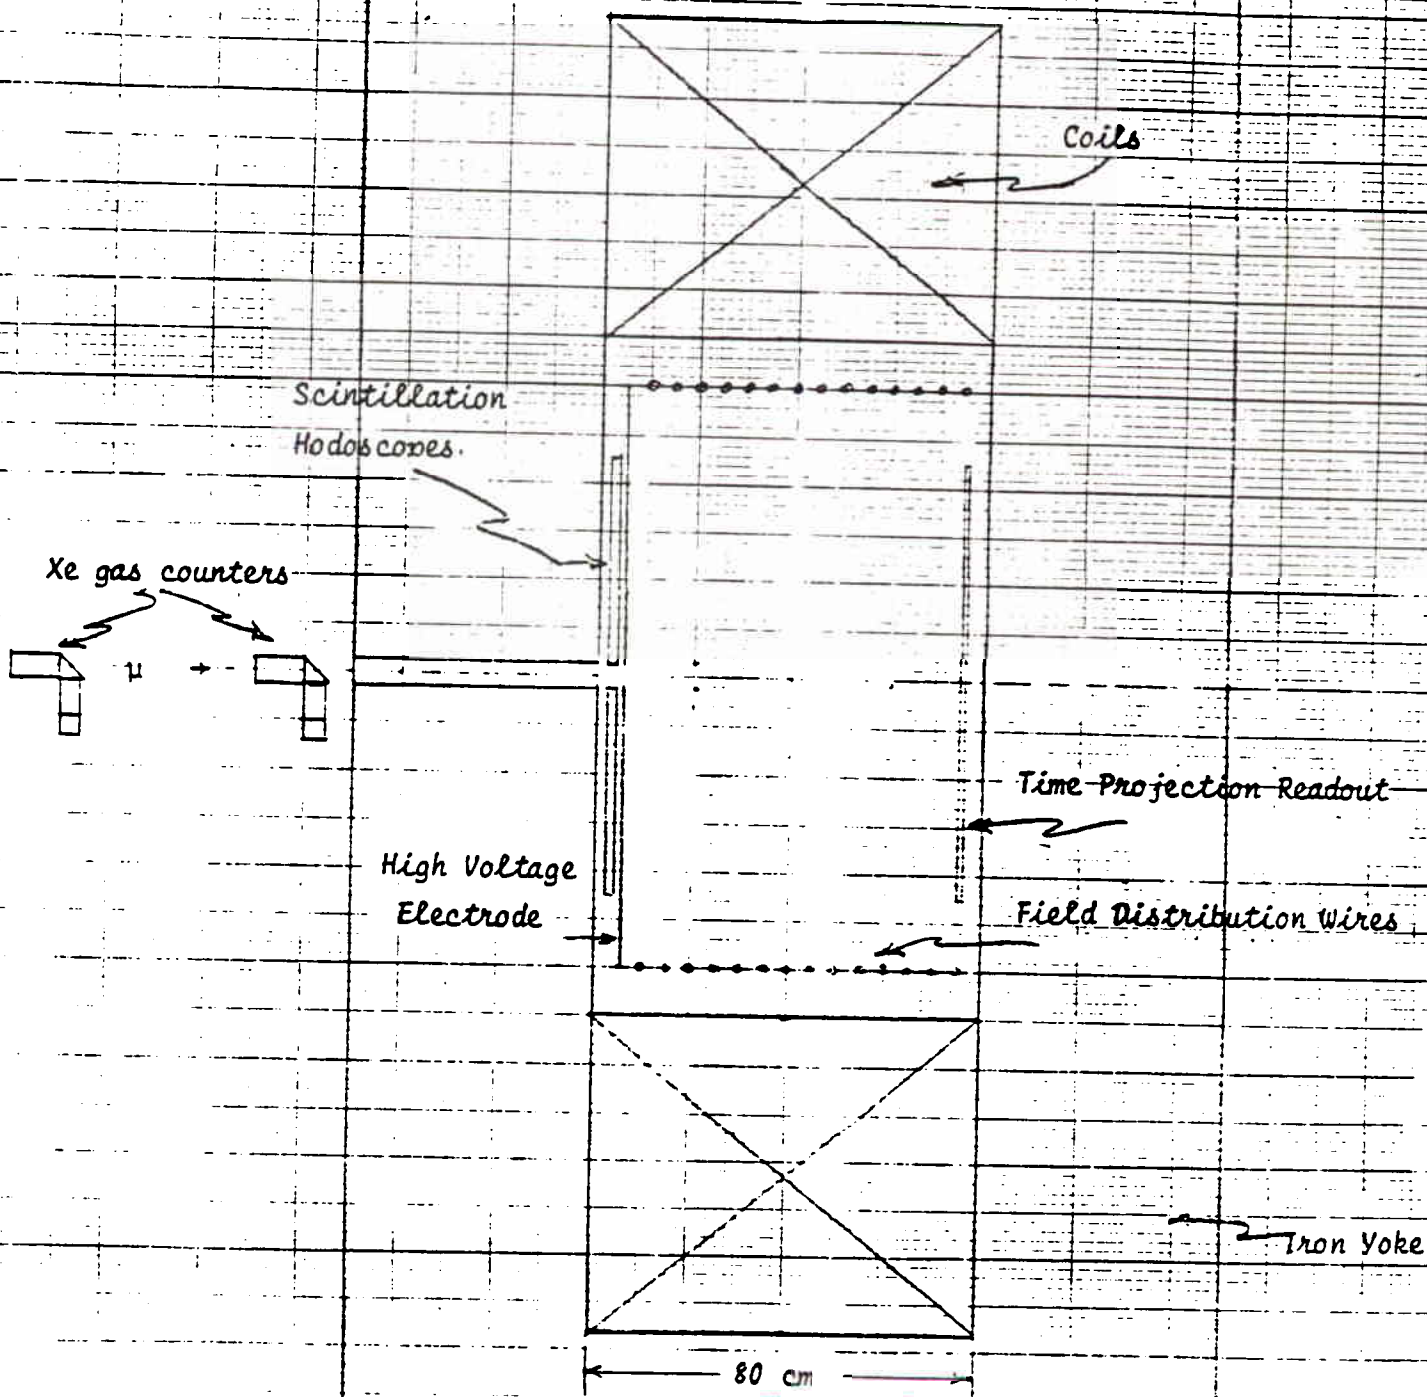 Coils
Scintillation
Hodoscopes.
Xe gas counters
μ
Time Projection Readout
High Voltage
Electrode
Field Distribution Wires
Iron Yoke
80 cm